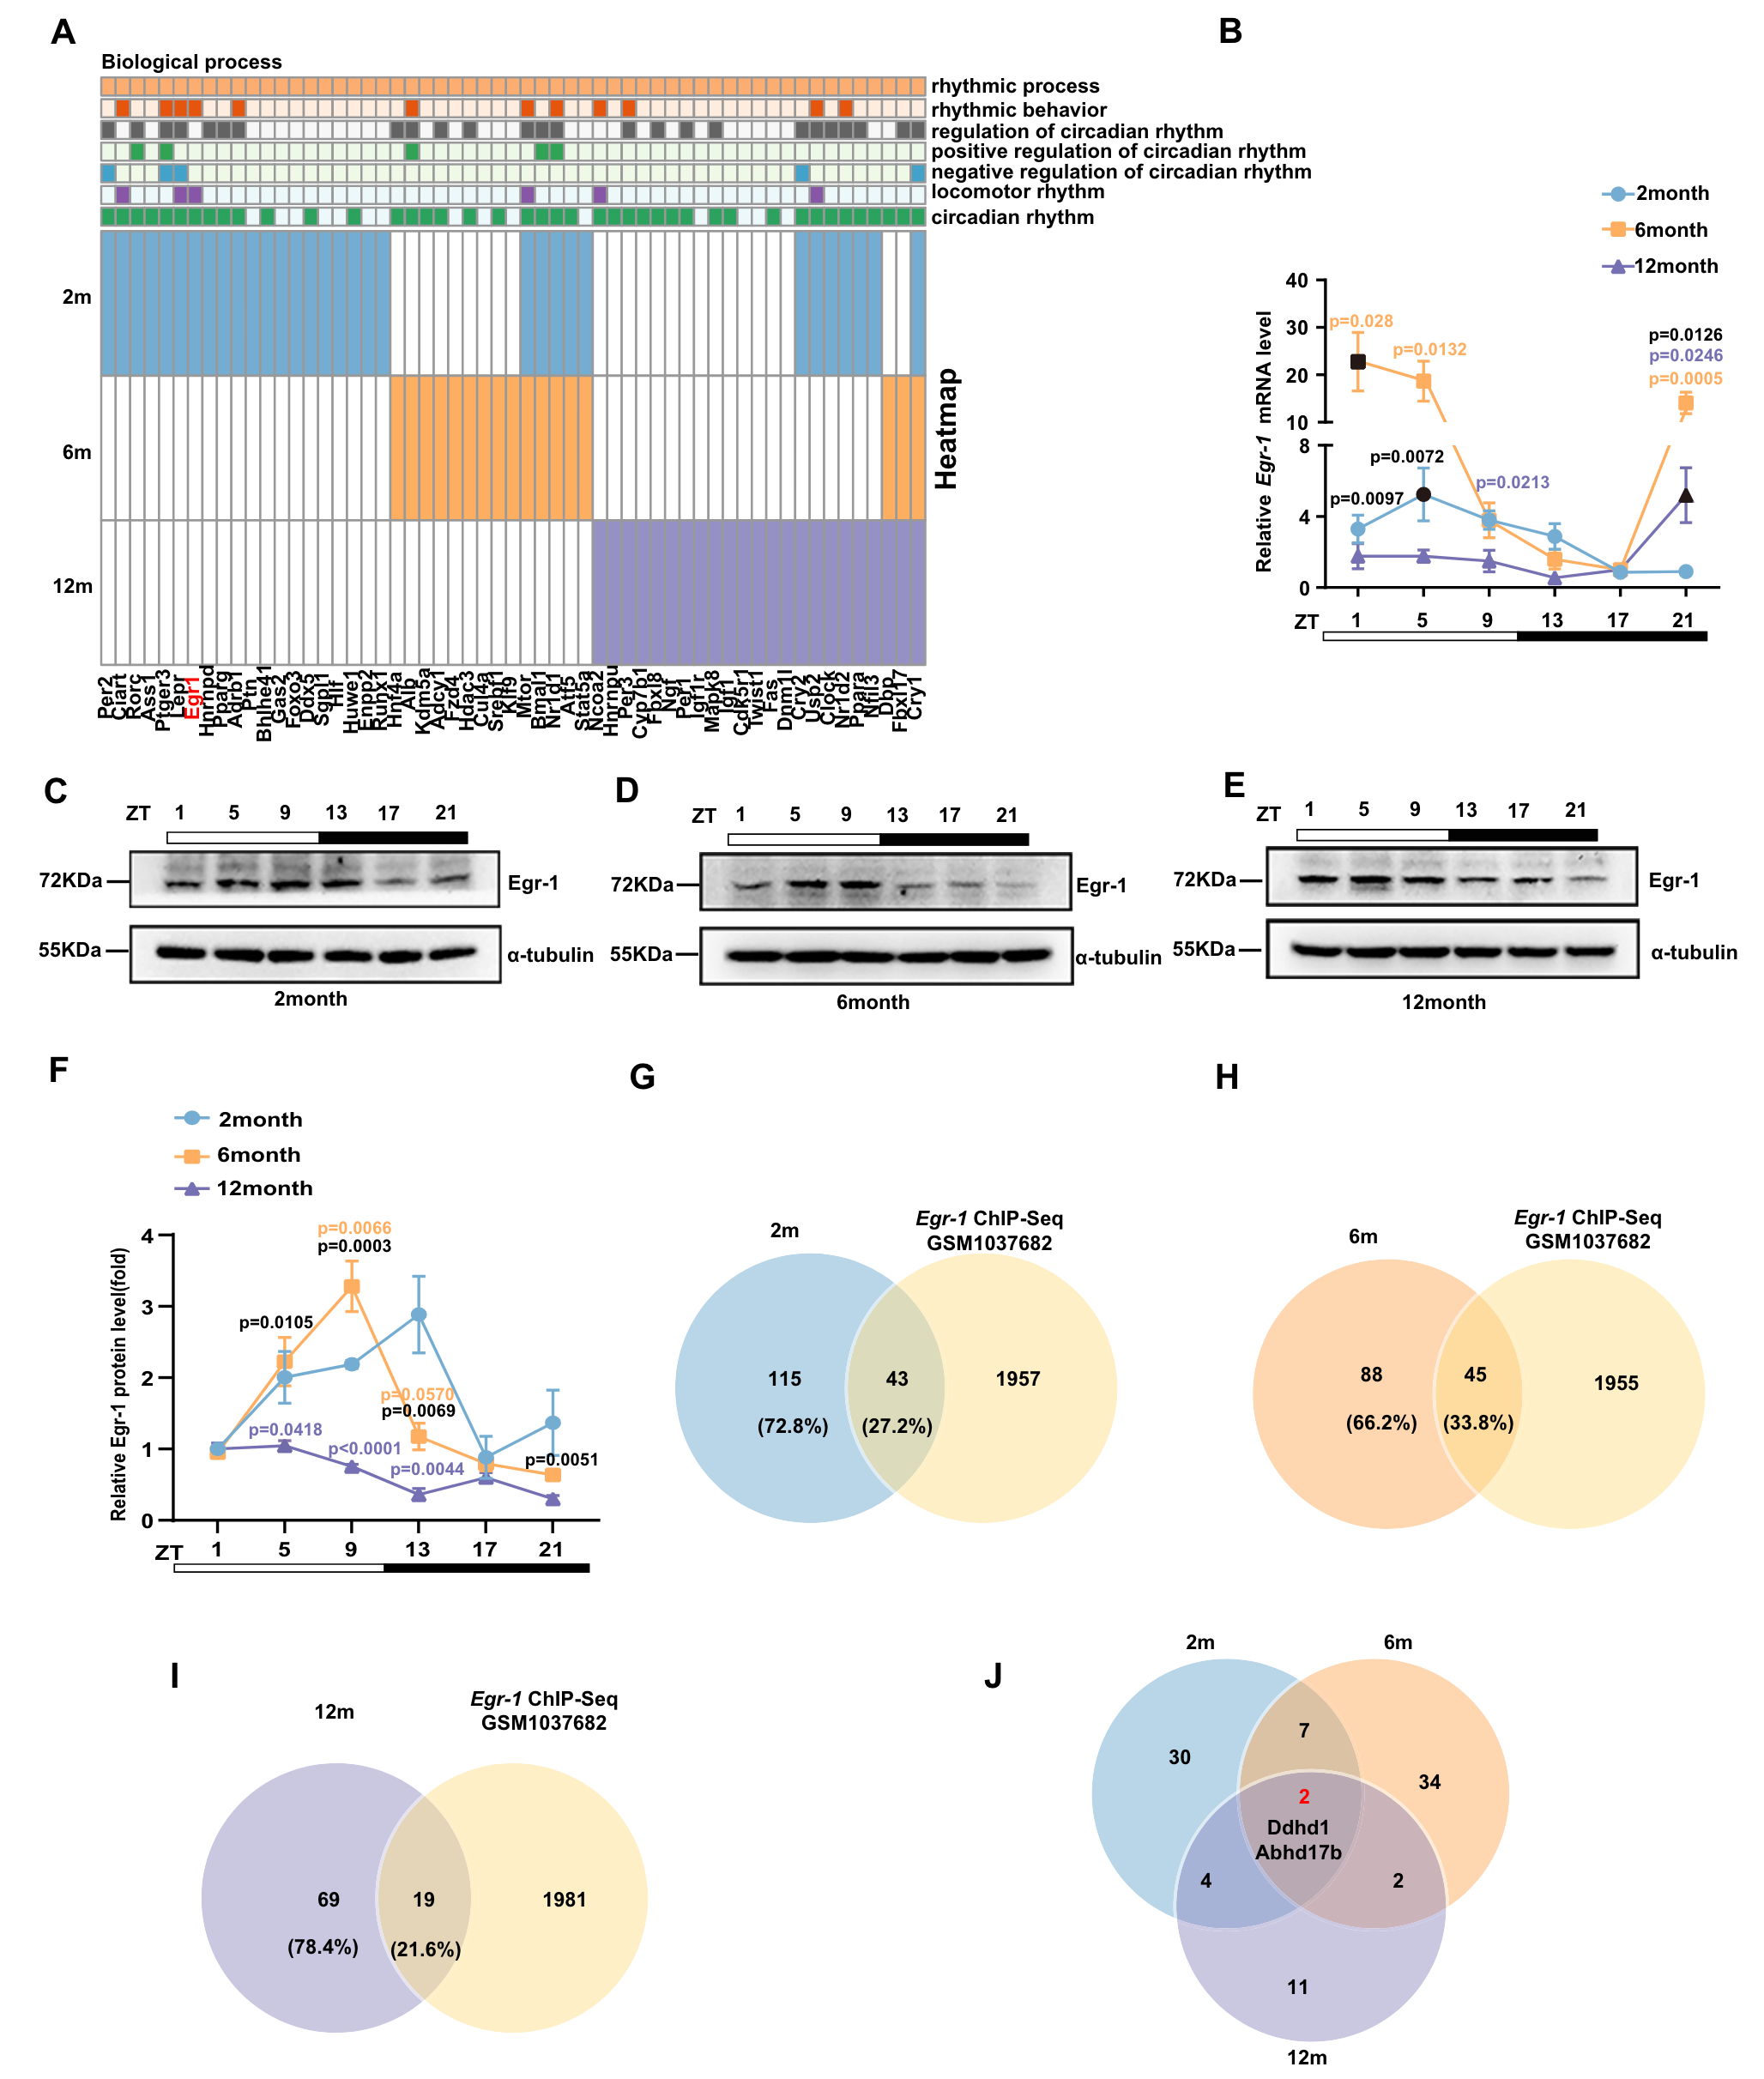 A
Biological process
rhythmic process
rhythmic behavior
regulation of circadian rhythm
positive regulation of circadian rhythm
negative regulation of circadian rhythm
locomotor rhythm
circadian rhythm
2m
6m
12m
Heatmap
Per2
Ciart
Rorc
Ass1
Ptger3
Lepr
Egr1
Hnrnpd
Pparg
Adrb1
Ptn
Bhlhe41
Gas2
Foxo3
Ddx5
Sgpl1
Hlf
Huwe1
Enpp2
Runx1
Hnf4a
Alb
Kdm5a
Adcy1
Fzd4
Hdac3
Cul4a
Srebf1
Klf9
Mtor
Bmal1
Nr1d1
Atf5
Stat5a
Ncoa2
Hnrnpu
Per3
Cyp7b1
Fbxl8
Ngf
Per1
Igf1r
Mapk8
Igf1
Cdk5r1
Twist1
Fas
Dnm1l
Cry2
Usp2
Clock
Nr1d2
Ppara
Nfil3
Dbp
Fbxl17
Cry1
B
2month
6month
12month
Relative Egr-1 mRNA level
40
30
20
10
8
4
0
p=0.028
p=0.0132
p=0.0126
p=0.0246
p=0.0005
p=0.0072
p=0.0097
p=0.0213
ZT 1 5 9 13 17 21
C
ZT 1 5 9 13 17 21
72KDa
Egr-1
55KDa
α-tubulin
2month
D
ZT 1 5 9 13 17 21
72KDa
Egr-1
55KDa
α-tubulin
6month
E
ZT 1 5 9 13 17 21
72KDa
Egr-1
55KDa
α-tubulin
12month
F
2month
6month
12month
Relative Egr-1 protein level(fold)
4
3
2
1
0
p=0.0066
p=0.0003
p=0.0105
p=0.0570
p=0.0069
p=0.0418
p<0.0001
p=0.0044
p=0.0051
ZT 1 5 9 13 17 21
G
2m
Egr-1 ChIP-Seq
GSM1037682
115 43 1957
(72.8%) (27.2%)
H
6m
Egr-1 ChIP-Seq
GSM1037682
88 45 1955
(66.2%) (33.8%)
I
12m
Egr-1 ChIP-Seq
GSM1037682
69 19 1981
(78.4%) (21.6%)
J
2m
6m
7
30
34
2
Ddhd1
Abhd17b
4
2
11
12m